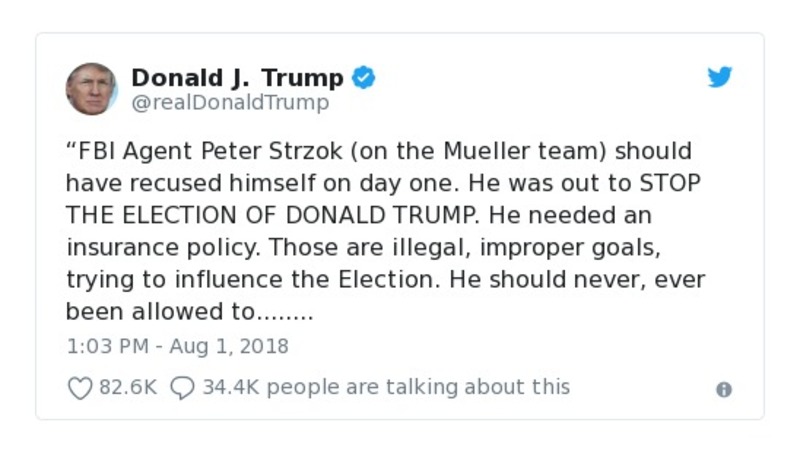 Donald J. Trump
@realDonaldTrump
“FBI Agent Peter Strzok (on the Mueller team) should
have recused himself on day one. He was out to STOP
THE ELECTION OF DONALD TRUMP. He needed an
insurance policy. Those are illegal, improper goals,
trying to influence the Election. He should never, ever
been allowed to........
1:03 PM - Aug 1, 2018
82.6K 34.4K people are talking about this